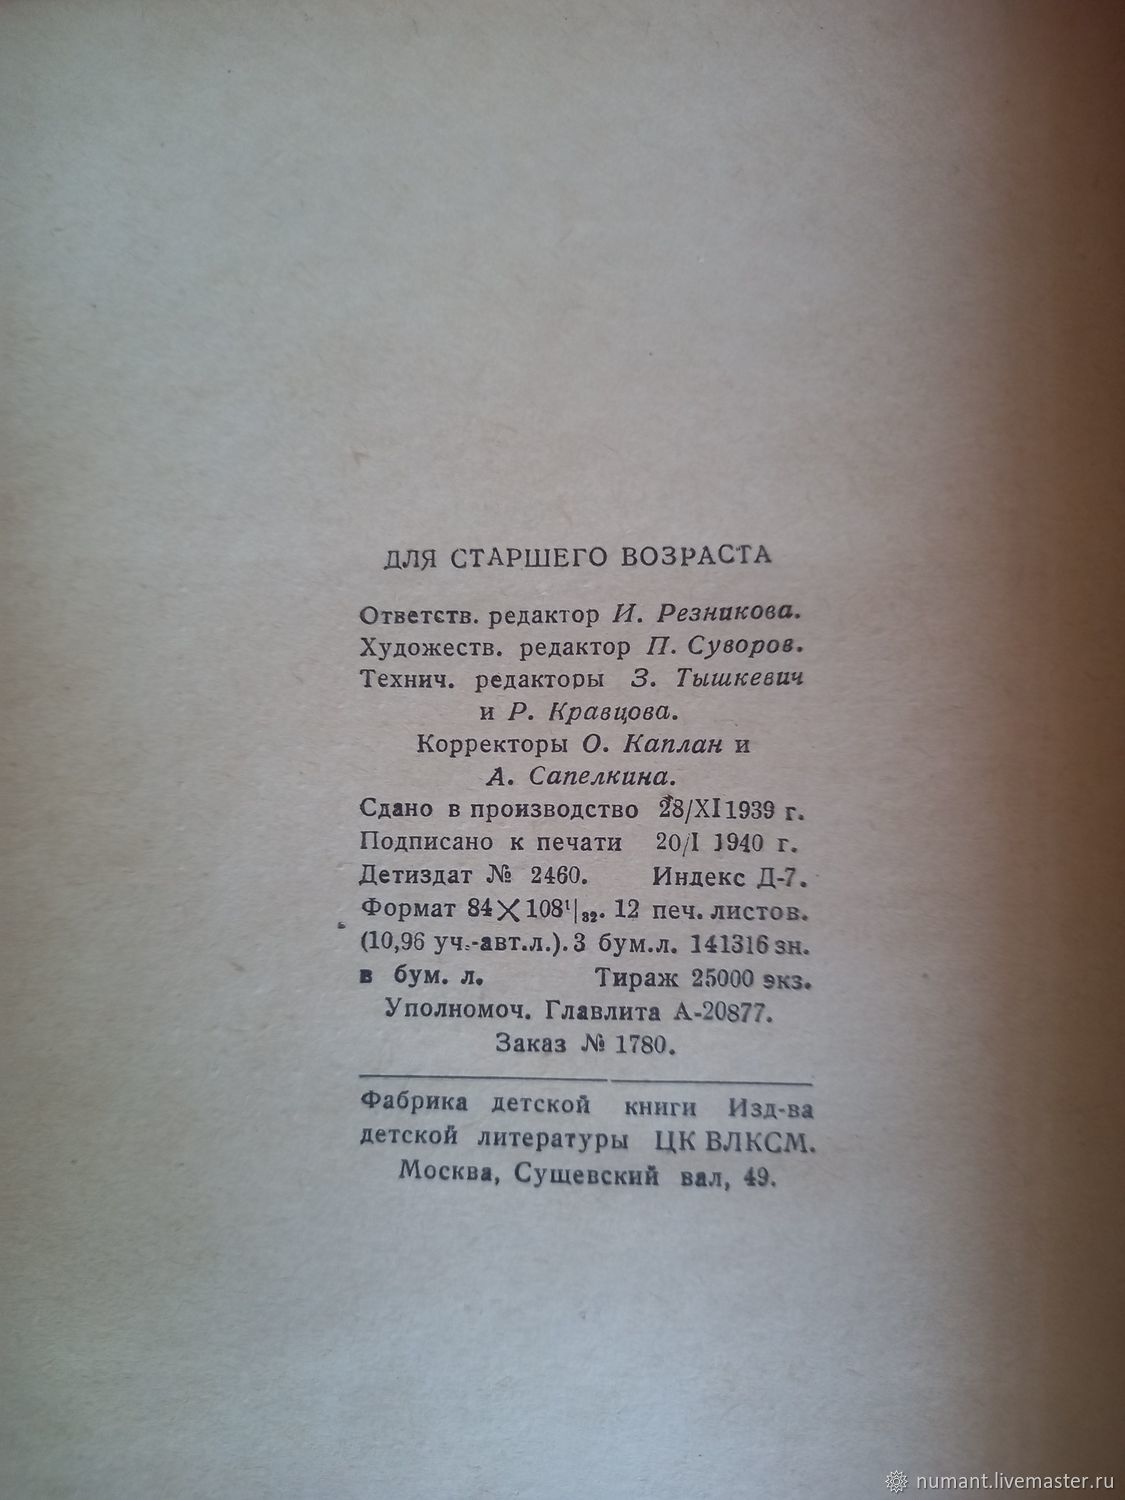 ДЛЯ СТАРШЕГО ВОЗРАСТА
Ответств. редактор И. Резникова.
Художеств. редактор П. Суворов.
Технич. редакторы З. Тышкевич
и Р. Кравцова.
Корректоры О. Каплан и
А. Сапелкина.
Сдано в производство 28/XI 1939 г.
Подписано к печати 20/I 1940 г.
Детиздат № 2460. Индекс Д-7.
Формат 84×108¹|₃₂. 12 печ. листов.
(10,96 уч.-авт.л.). 3 бум.л. 141316 зн.
в бум. л. Тираж 25000 экз.
Уполномоч. Главлита А-20877.
Заказ № 1780.
Фабрика детской книги Изд-ва
детской литературы ЦК ВЛКСМ.
Москва, Сущевский вал, 49.
numant.livemaster.ru